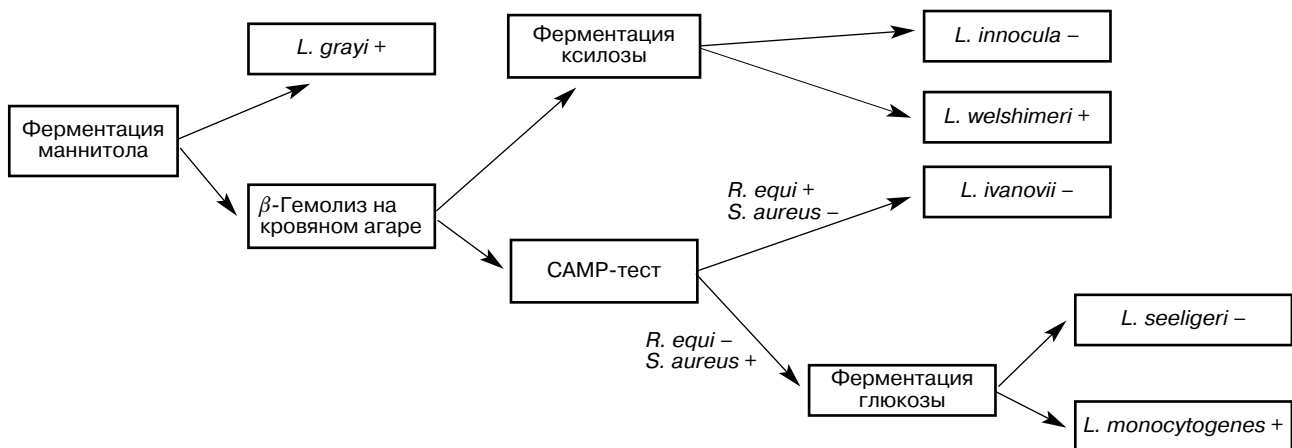 L. grayi +
Ферментация
ксилозы
L. innocula –
L. welshimeri +
Ферментация
маннитола
β-Гемолиз на
кровяном агаре
R. equi +
S. aureus –
L. ivanovii –
CAMP-тест
R. equi –
S. aureus +
L. seeligeri –
Ферментация
глюкозы
L. monocytogenes +